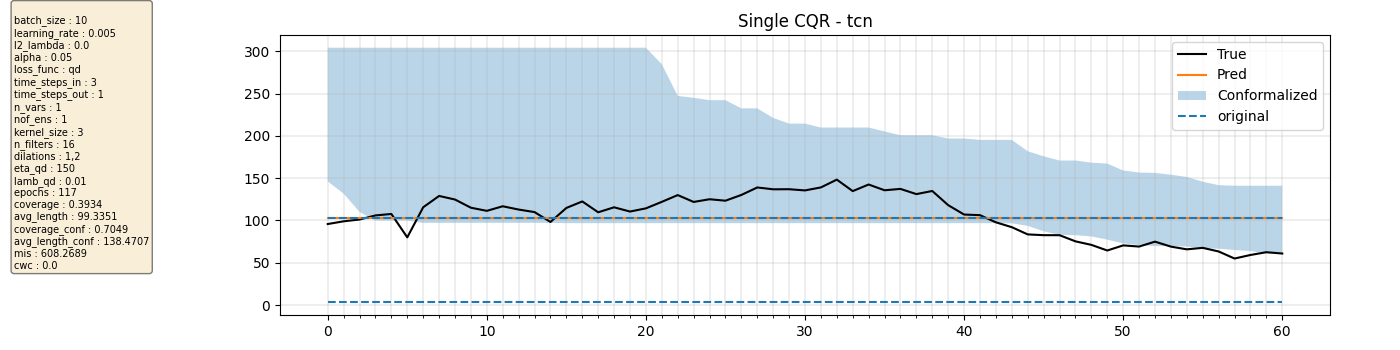 batch_size : 10
learning_rate : 0.005
l2_lambda : 0.0
alpha : 0.05
loss_func : qd
time_steps_in : 3
time_steps_out : 1
n_vars : 1
nof_ens : 1
kernel_size : 3
n_filters : 16
dilations : 1,2
eta_qd : 150
lamb_qd : 0.01
epochs : 117
coverage : 0.3934
avg_length : 99.3351
coverage_conf : 0.7049
avg_length_conf : 138.4707
mis : 608.2689
cwc : 0.0
Single CQR - tcn
300
250
200
150
100
50
0
0 10 20 30 40 50 60
True
Pred
Conformalized
original